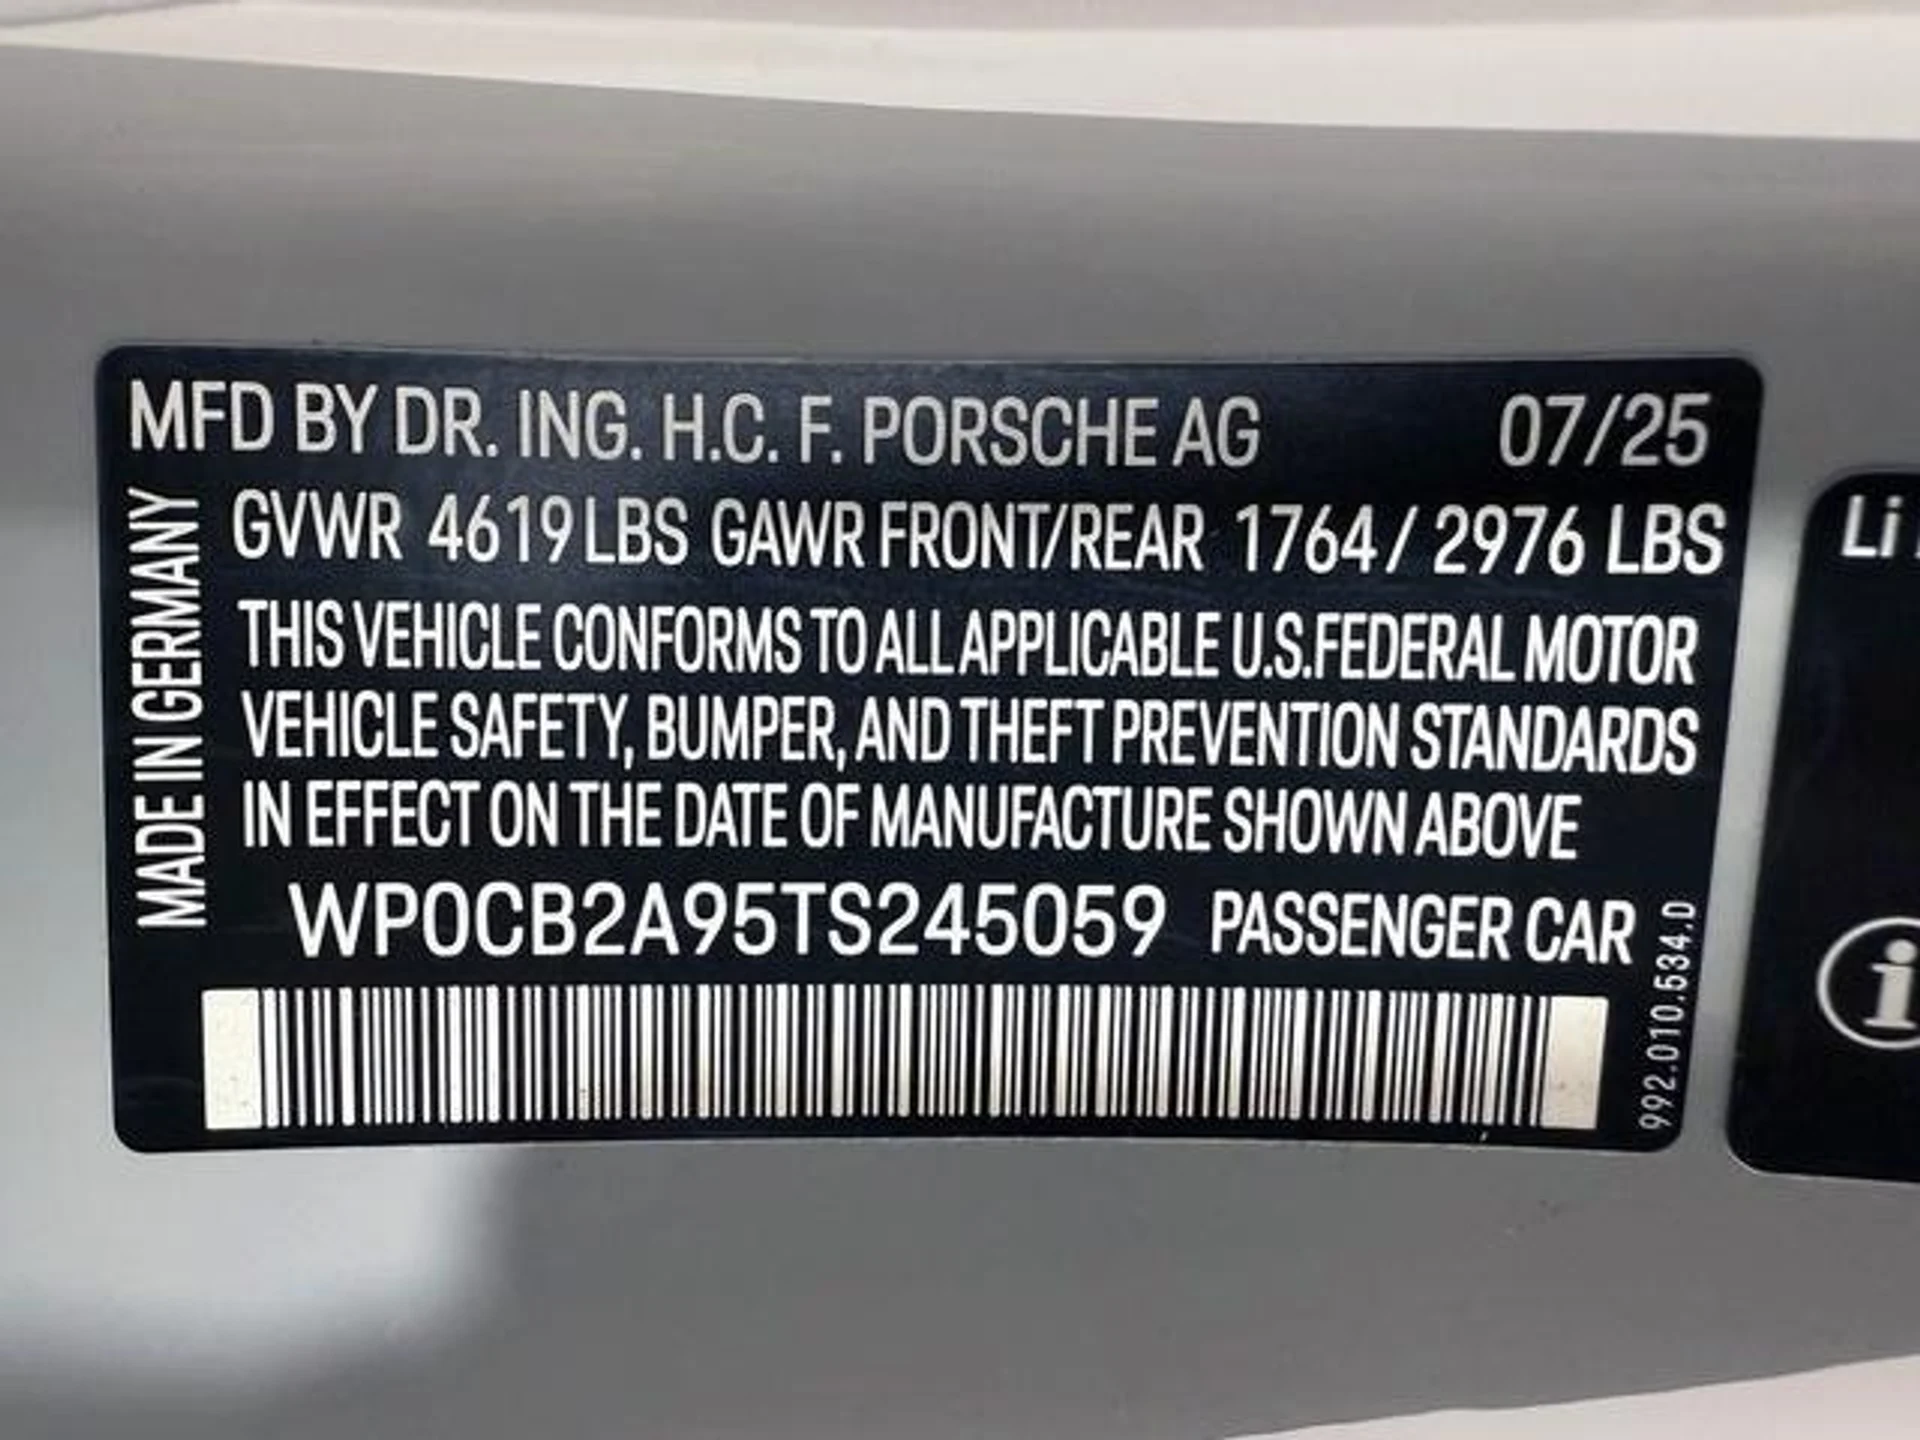 MFD BY DR. ING. H.C. F. PORSCHE AG 07/25
GVWR 4619 LBS GAWR FRONT/REAR 1764 / 2976 LBS
THIS VEHICLE CONFORMS TO ALL APPLICABLE U.S.FEDERAL MOTOR
VEHICLE SAFETY, BUMPER, AND THEFT PREVENTION STANDARDS
IN EFFECT ON THE DATE OF MANUFACTURE SHOWN ABOVE
WP0CB2A95TS245059 PASSENGER CAR
MADE IN GERMANY
992.010.534.D
Li
i